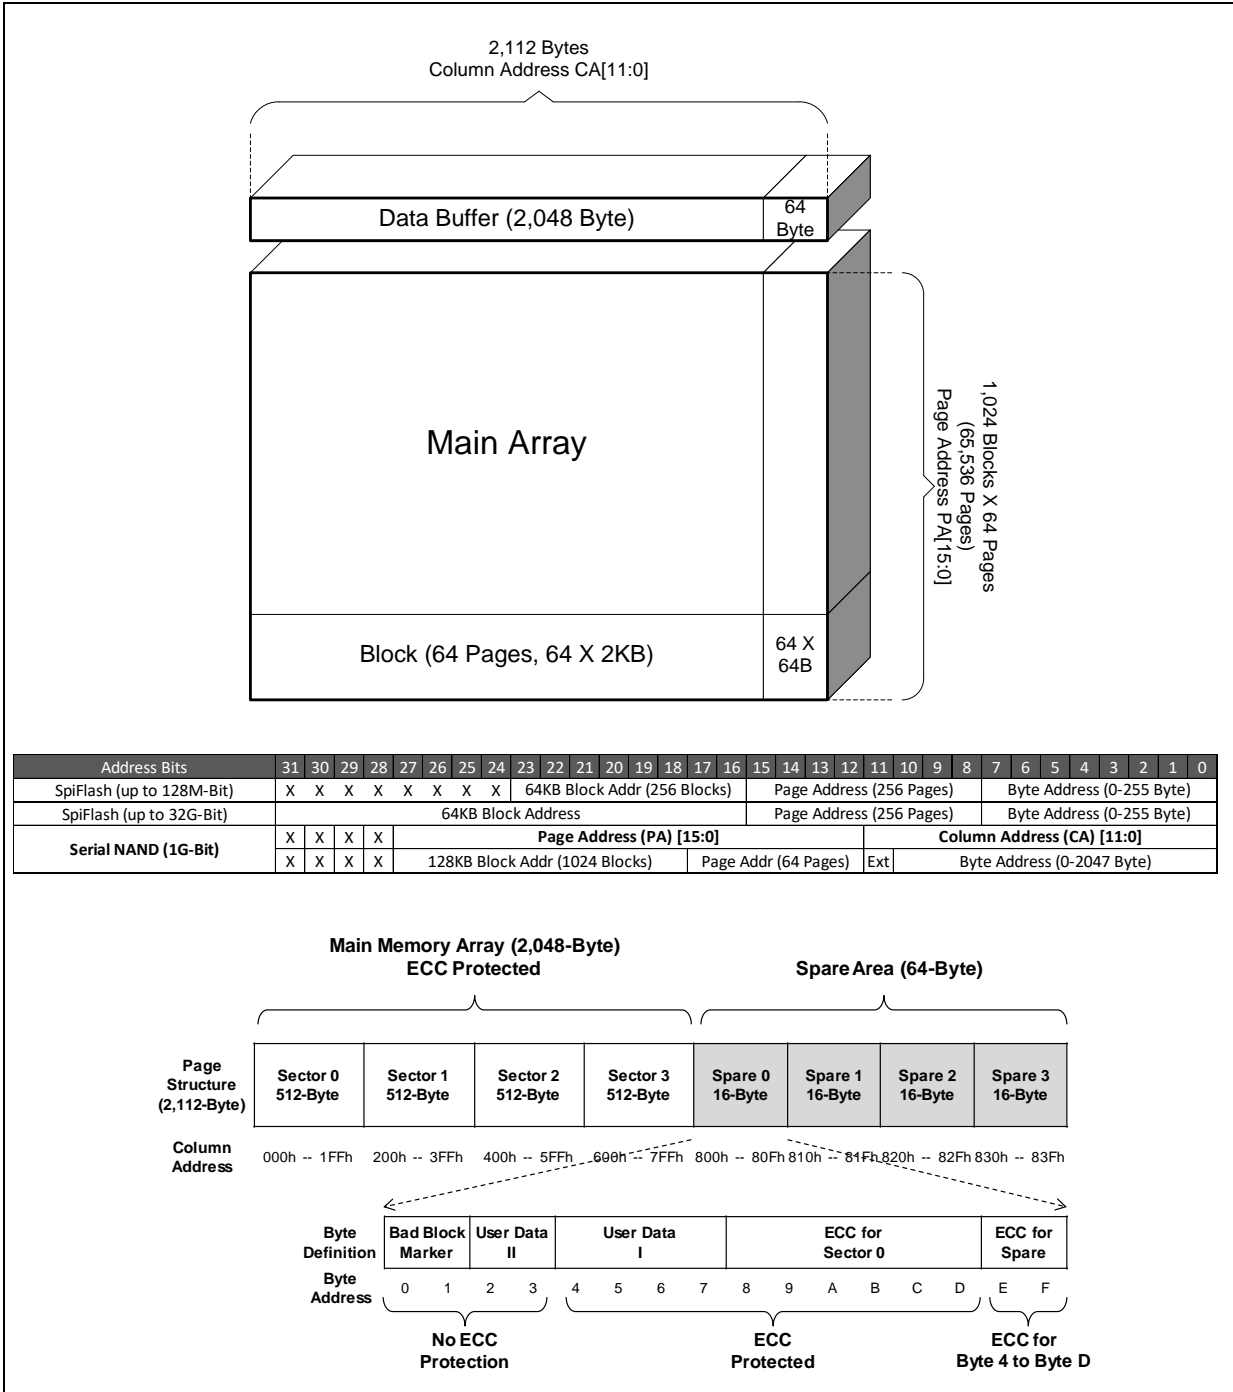 2,112 Bytes
Column Address CA[11:0]
Data Buffer (2,048 Byte)
64
Byte
Main Array
1,024 Blocks X 64 Pages
(65,536 Pages)
Page Address PA[15:0]
Block (64 Pages, 64 X 2KB)
64 X
64B
Address Bits 31 30 29 28 27 26 25 24 23 22 21 20 19 18 17 16 15 14 13 12 11 10 9 8 7 6 5 4 3 2 1 0
SpiFlash (up to 128M-Bit) X X X X X X X X 64KB Block Addr (256 Blocks) Page Address (256 Pages) Byte Address (0-255 Byte)
SpiFlash (up to 32G-Bit) 64KB Block Address Page Address (256 Pages) Byte Address (0-255 Byte)
Serial NAND (1G-Bit) X X X X Page Address (PA) [15:0] Column Address (CA) [11:0]
X X X X 128KB Block Addr (1024 Blocks) Page Addr (64 Pages) Ext Byte Address (0-2047 Byte)
Main Memory Array (2,048-Byte)
ECC Protected
Spare Area (64-Byte)
Page
Structure
(2,112-Byte)
Sector 0 Sector 1 Sector 2 Sector 3 Spare 0 Spare 1 Spare 2 Spare 3
512-Byte 512-Byte 512-Byte 512-Byte 16-Byte 16-Byte 16-Byte 16-Byte
Column
Address
000h -- 1FFh 200h -- 3FFh 400h -- 5FFh 600h -- 7FFh 800h -- 80Fh 810h -- 81Fh 820h -- 82Fh 830h -- 83Fh
Byte
Definition
Bad Block User Data User Data ECC for ECC for
Marker II I Sector 0 Spare
Byte
Address
0 1 2 3 4 5 6 7 8 9 A B C D E F
No ECC
Protection
ECC
Protected
ECC for
Byte 4 to Byte D